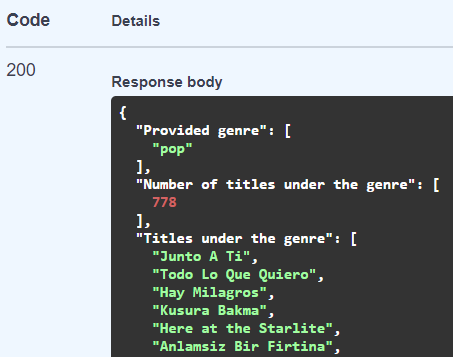 Code Details
200
Response body
{
"Provided genre": [
"pop"
],
"Number of titles under the genre": [
778
],
"Titles under the genre": [
"Junto A Ti",
"Todo Lo Que Quiero",
"Hay Milagros",
"Kusura Bakma",
"Here at the Starlite",
"Anlamsiz Bir Firtina",